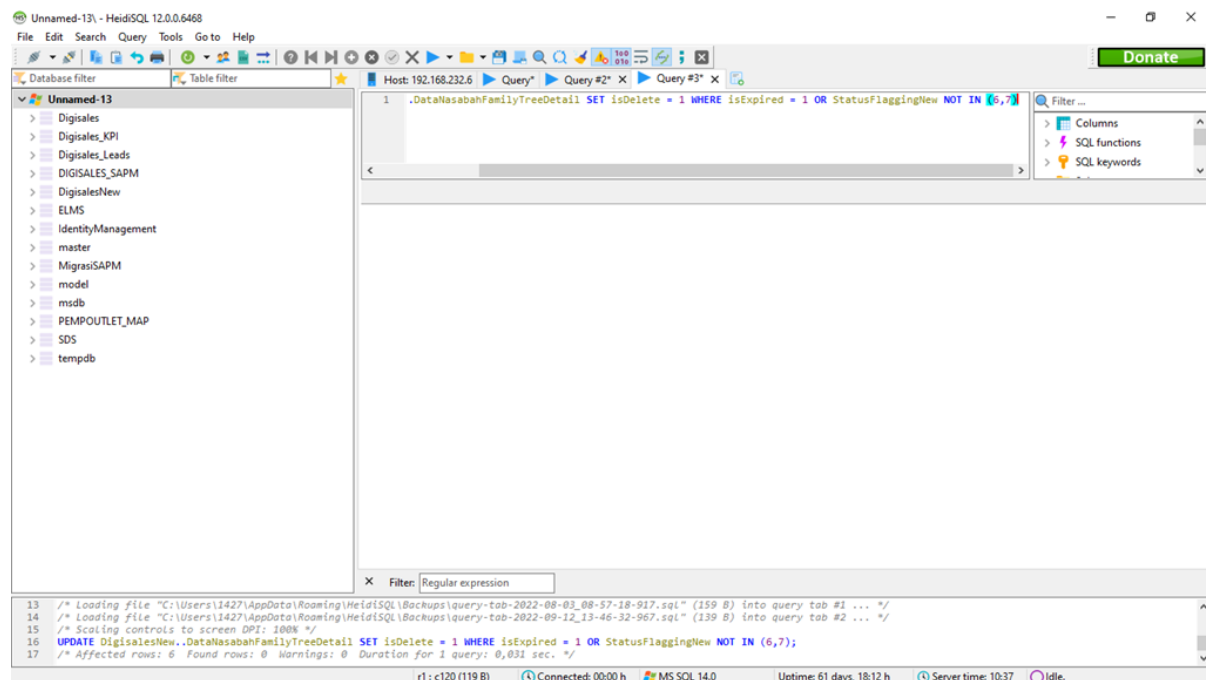 Unnamed-13\ - HeidiSQL 12.0.0.6468
File Edit Search Query Tools Go to Help
Donate
Database filter
Table filter
Host: 192.168.232.6
Query*
Query #2*
Query #3*
Unnamed-13
Digisales
Digisales_KPI
Digisales_Leads
DIGISALES_SAPM
DigisalesNew
ELMS
IdentityManagement
master
MigrasiSAPM
model
msdb
PEMPOUTLET_MAP
SDS
tempdb
1 .DataNasabahFamilyTreeDetail SET isDelete = 1 WHERE isExpired = 1 OR StatusFlaggingNew NOT IN (6,7)
Filter ...
Columns
SQL functions
SQL keywords
Filter: Regular expression
13 /* Loading file "C:\Users\1427\AppData\Roaming\HeidiSQL\Backups\query-tab-2022-08-03_08-57-18-917.sql" (159 B) into query tab #1 ... */
14 /* Loading file "C:\Users\1427\AppData\Roaming\HeidiSQL\Backups\query-tab-2022-09-12_13-46-32-967.sql" (139 B) into query tab #2 ... */
15 /* Scaling controls to screen DPI: 100% */
16 UPDATE DigisalesNew..DataNasabahFamilyTreeDetail SET isDelete = 1 WHERE isExpired = 1 OR StatusFlaggingNew NOT IN (6,7);
17 /* Affected rows: 6 Found rows: 0 Warnings: 0 Duration for 1 query: 0,031 sec. */
r1 : c120 (119 B) Connected: 00:00 h MS SQL 14.0 Uptime: 61 days, 18:12 h Server time: 10:37 Idle.